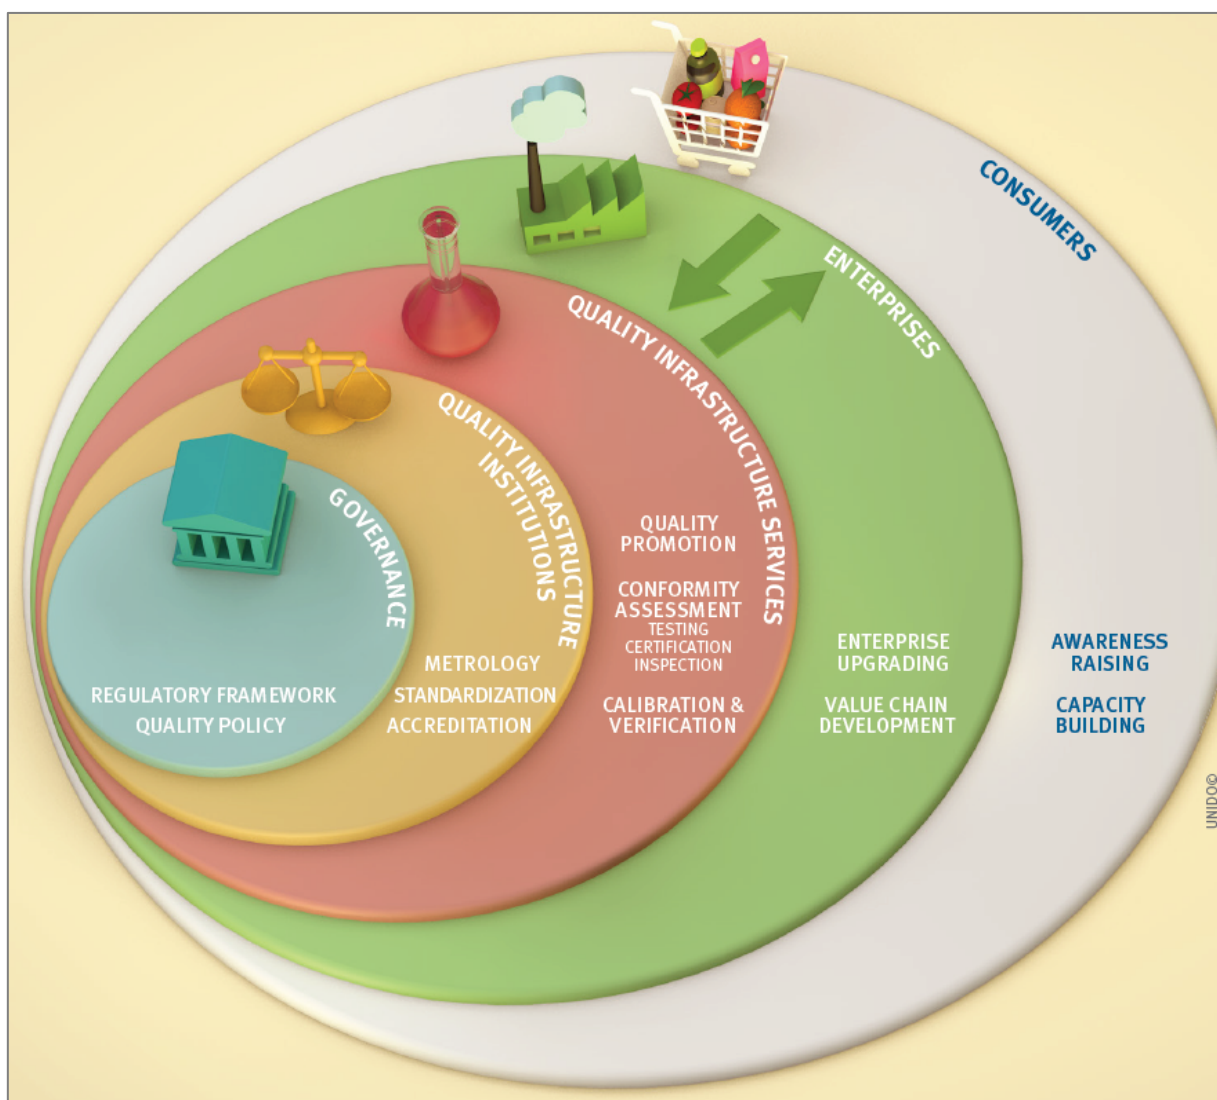 CONSUMERS
ENTERPRISES
QUALITY INFRASTRUCTURE SERVICES
QUALITY INFRASTRUCTURE
INSTITUTIONS
GOVERNANCE
REGULATORY FRAMEWORK
QUALITY POLICY
METROLOGY
STANDARDIZATION
ACCREDITATION
QUALITY
PROMOTION
CONFORMITY
ASSESSMENT
TESTING
CERTIFICATION
INSPECTION
CALIBRATION &
VERIFICATION
ENTERPRISE
UPGRADING
VALUE CHAIN
DEVELOPMENT
AWARENESS
RAISING
CAPACITY
BUILDING
UNIDO©